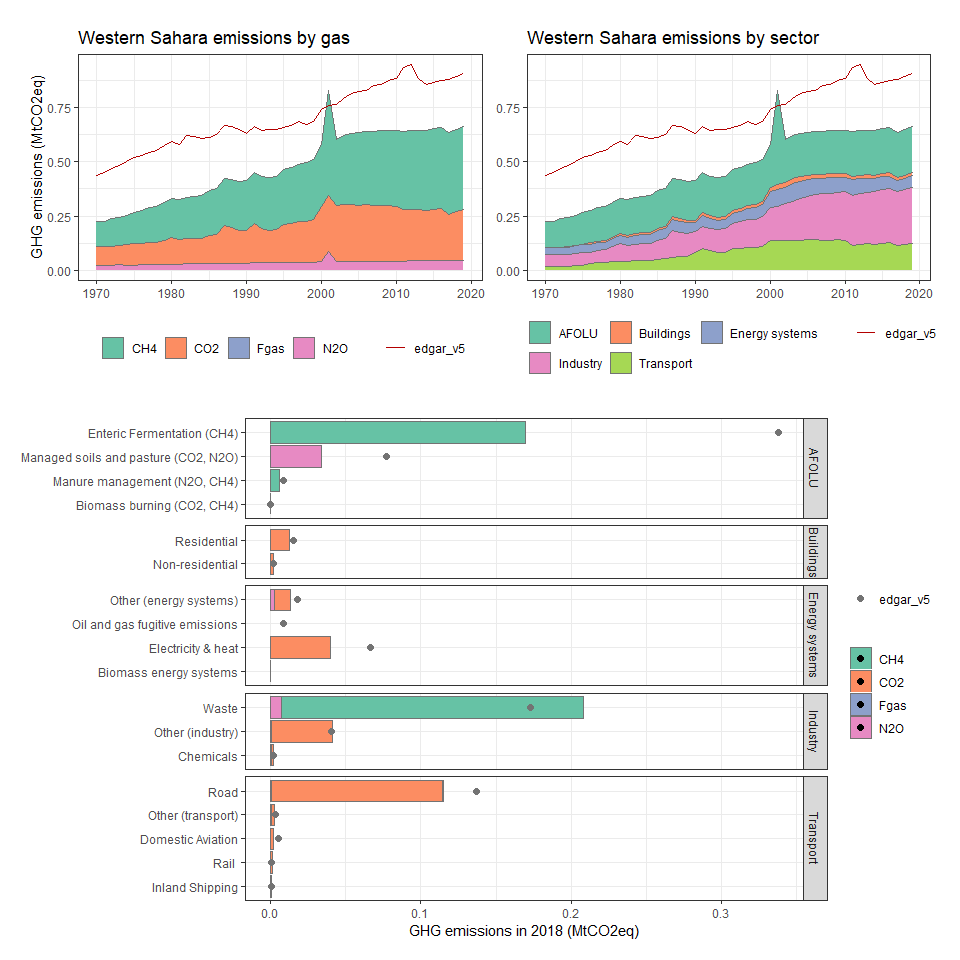 Western Sahara emissions by gas
Western Sahara emissions by sector
GHG emissions (MtCO2eq)
0.75
0.50
0.25
0.00
1970 1980 1990 2000 2010 2020
0.75
0.50
0.25
0.00
1970 1980 1990 2000 2010 2020
CH4 CO2 Fgas N2O edgar_v5
AFOLU Buildings Energy systems edgar_v5
Industry Transport
Enteric Fermentation (CH4)
Managed soils and pasture (CO2, N2O)
Manure management (N2O, CH4)
Biomass burning (CO2, CH4)
AFOLU
Residential
Non-residential
Buildings
Other (energy systems)
Oil and gas fugitive emissions
Electricity & heat
Biomass energy systems
Energy systems
Waste
Other (industry)
Chemicals
Industry
Road
Other (transport)
Domestic Aviation
Rail
Inland Shipping
Transport
0.0 0.1 0.2 0.3
GHG emissions in 2018 (MtCO2eq)
edgar_v5
CH4
CO2
Fgas
N2O